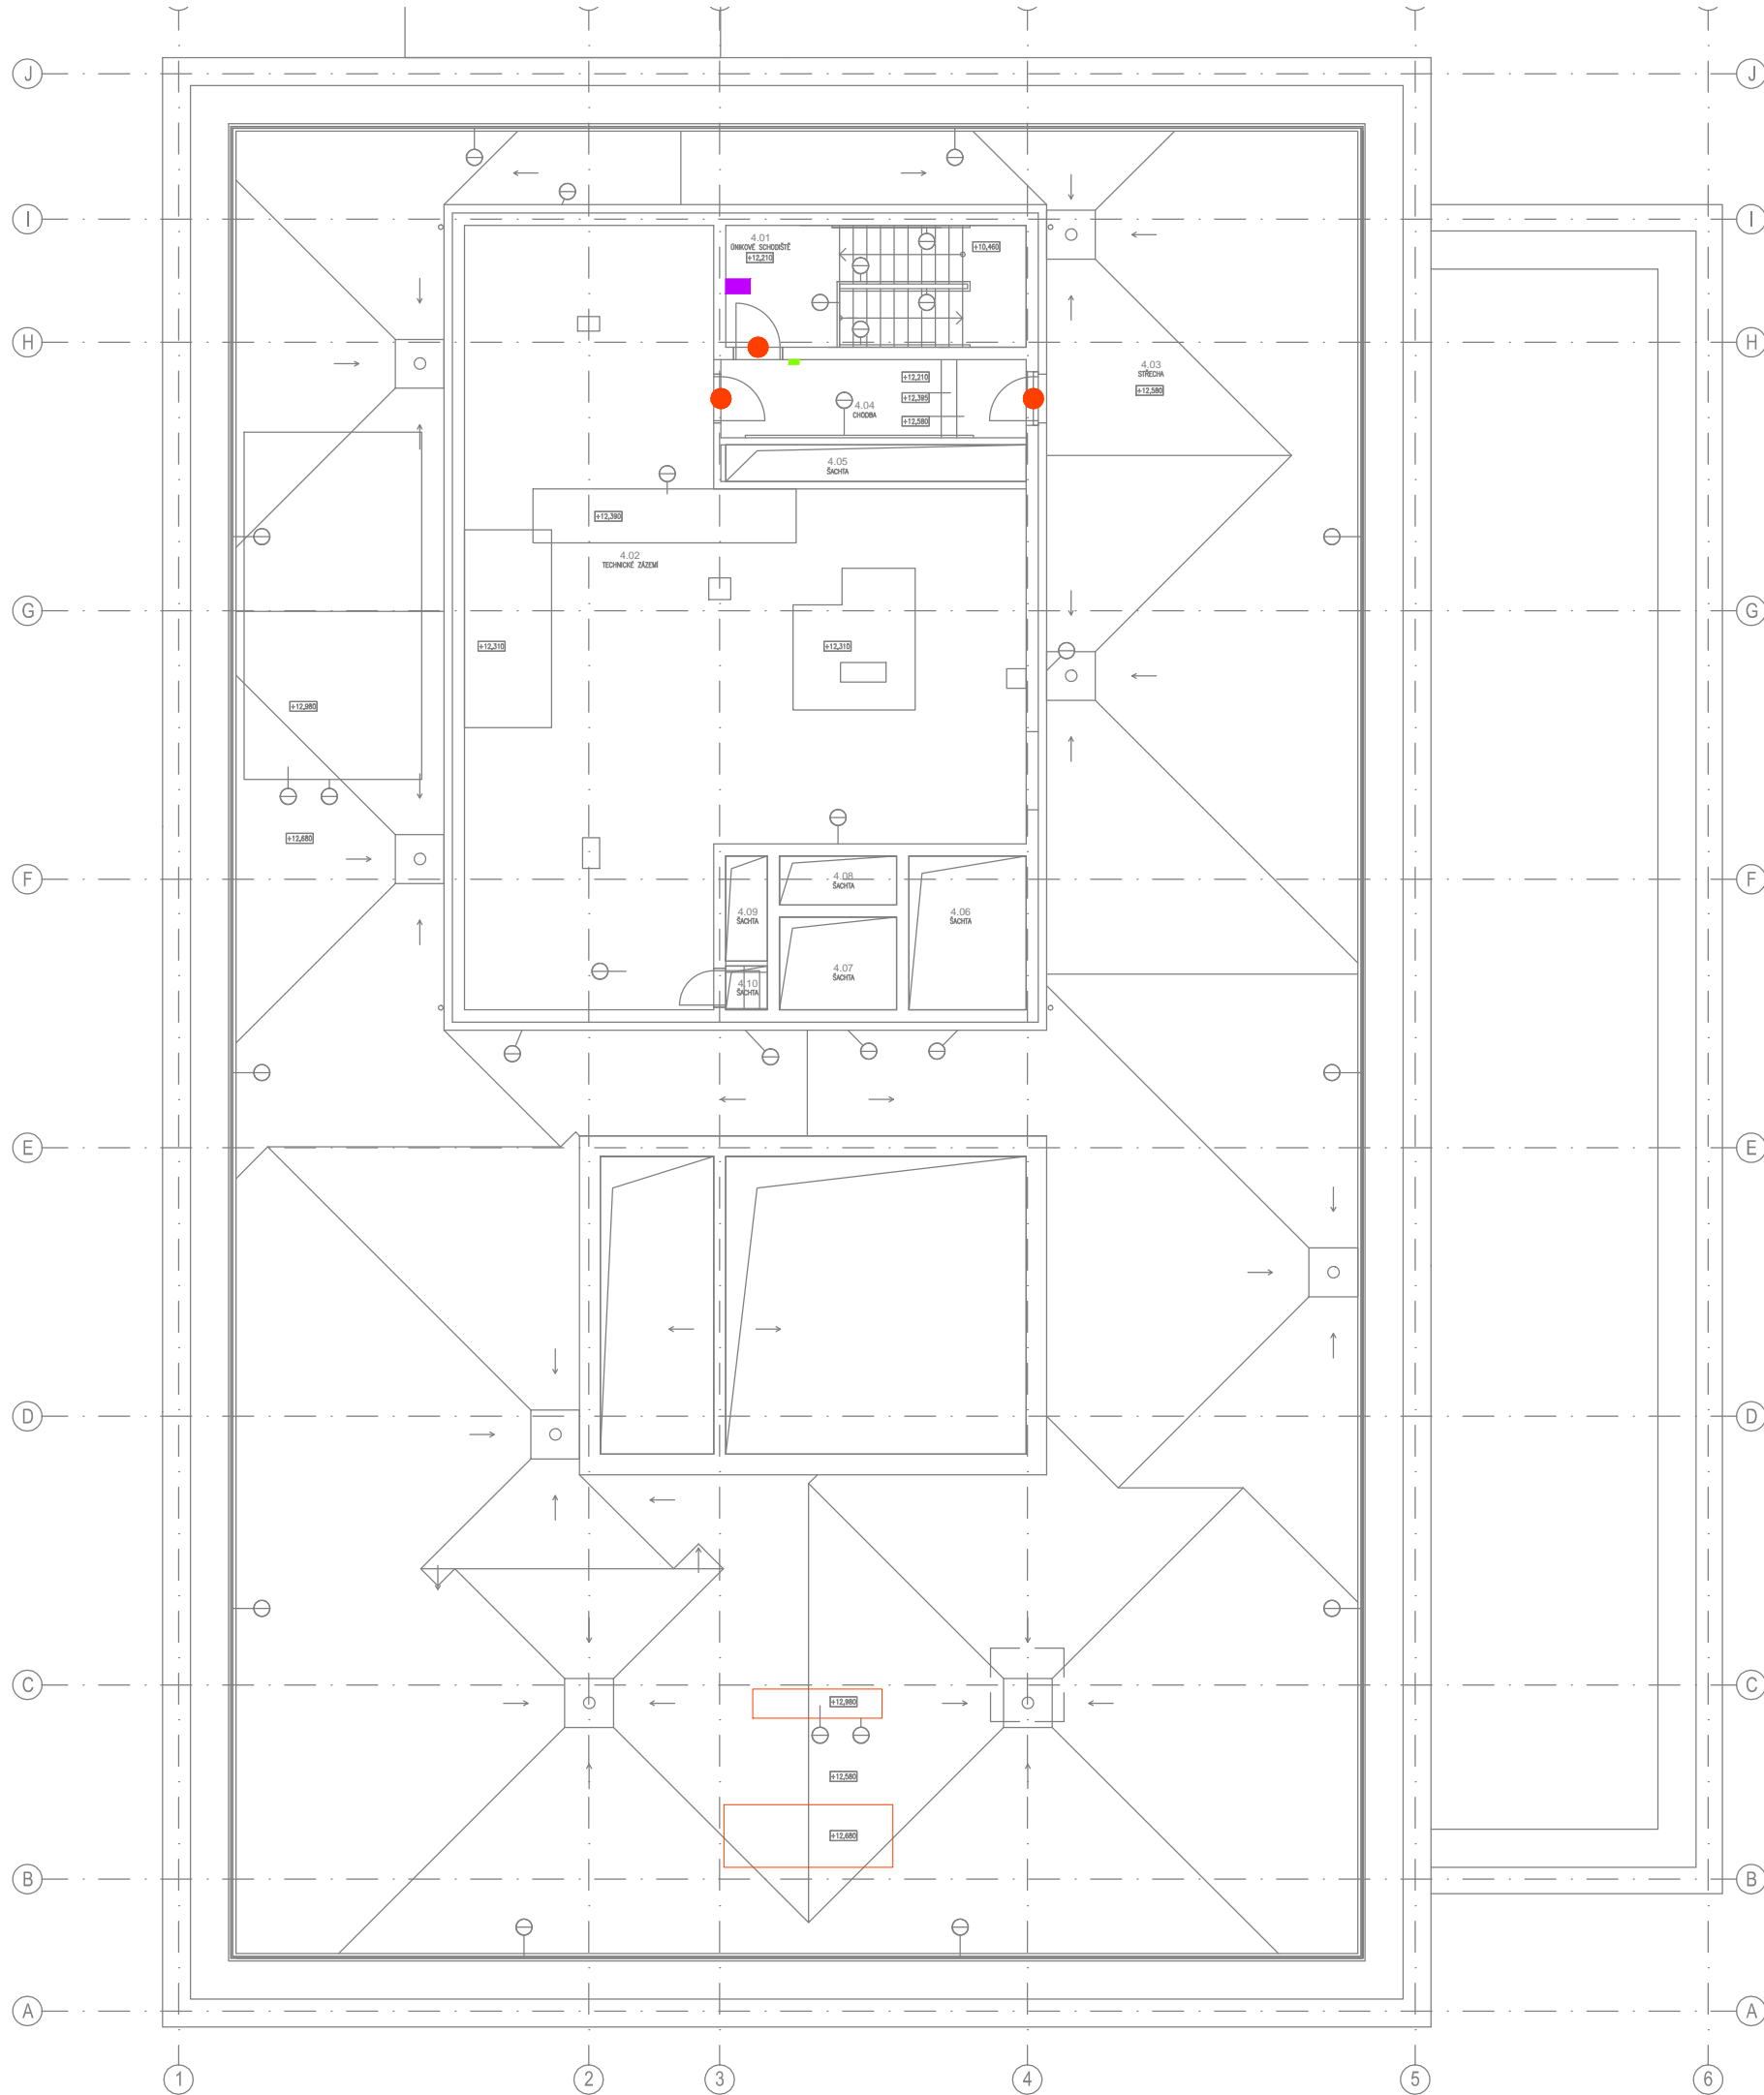 J
J
I
I
4.01
ÚNIKOVÉ SCHODIŠTĚ
+12,210
+10,460
H
H
4.03
STŘECHA
+12,580
+12,210
+12,395
+12,580
4.04
CHODBA
4.05
ŠACHTA
+12,390
4.02
TECHNICKÉ ZÁZEMÍ
G
G
+12,310
+12,310
+12,980
+12,680
F
F
4.08
ŠACHTA
4.09
ŠACHTA
4.06
ŠACHTA
4.07
ŠACHTA
4.10
ŠACHTA
E
E
D
D
C
C
+12,980
+12,580
+12,680
B
B
A
A
1
2
3
4
5
6